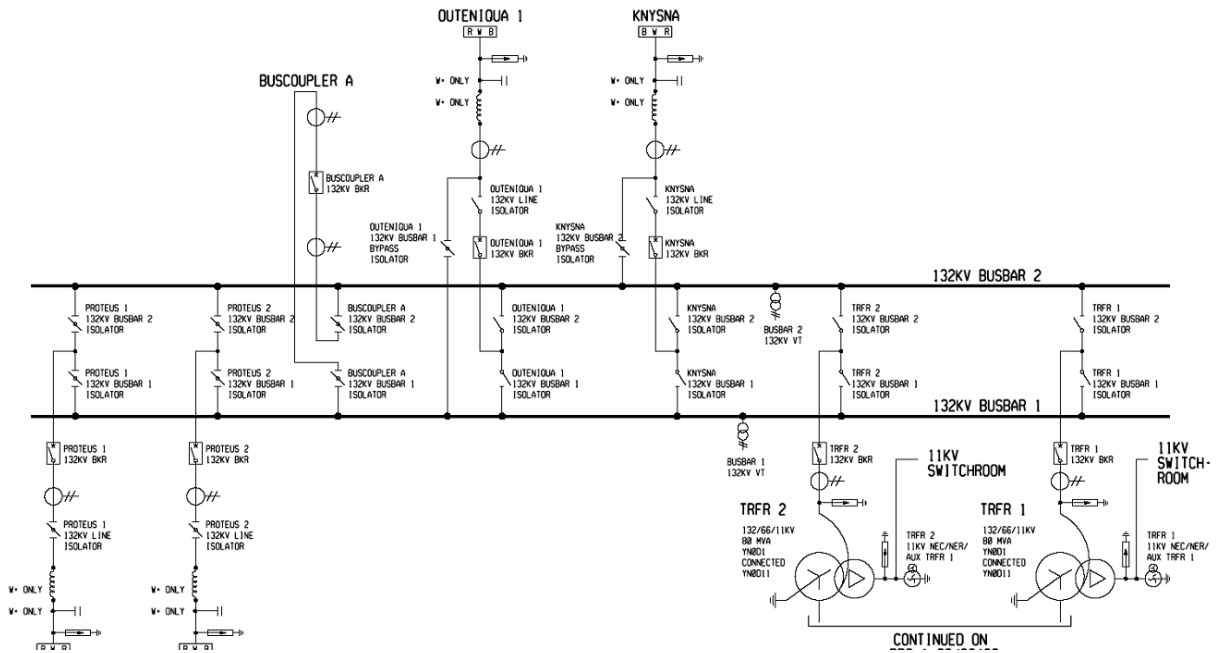 OUTENIQUA 1
R W B
KNYSNA
B W R
W∙ ONLY
W∙ ONLY
W∙ ONLY
W∙ ONLY
BUSCOUPLER A
BUSCOUPLER A
132KV BKR
OUTENIQUA 1
132KV LINE
ISOLATOR
KNYSNA
132KV LINE
ISOLATOR
OUTENIQUA 1
132KV BUSBAR 1
BYPASS
ISOLATOR
OUTENIQUA 1
132KV BKR
KNYSNA
132KV BUSBAR 2
BYPASS
ISOLATOR
KNYSNA
132KV BKR
132KV BUSBAR 2
PROTEUS 1
132KV BUSBAR 2
ISOLATOR
PROTEUS 2
132KV BUSBAR 2
ISOLATOR
BUSCOUPLER A
132KV BUSBAR 2
ISOLATOR
OUTENIQUA 1
132KV BUSBAR 2
ISOLATOR
KNYSNA
132KV BUSBAR 2
ISOLATOR
BUSBAR 2
132KV VT
TRFR 2
132KV BUSBAR 2
ISOLATOR
TRFR 1
132KV BUSBAR 2
ISOLATOR
PROTEUS 1
132KV BUSBAR 1
ISOLATOR
PROTEUS 2
132KV BUSBAR 1
ISOLATOR
BUSCOUPLER A
132KV BUSBAR 1
ISOLATOR
OUTENIQUA 1
132KV BUSBAR 1
ISOLATOR
KNYSNA
132KV BUSBAR 1
ISOLATOR
TRFR 2
132KV BUSBAR 1
ISOLATOR
TRFR 1
132KV BUSBAR 1
ISOLATOR
132KV BUSBAR 1
PROTEUS 1
132KV BKR
PROTEUS 2
132KV BKR
BUSBAR 1
132KV VT
TRFR 2
132KV BKR
11KV
SWITCHROOM
TRFR 1
132KV BKR
11KV
SWITCH-
ROOM
PROTEUS 1
132KV LINE
ISOLATOR
PROTEUS 2
132KV LINE
ISOLATOR
TRFR 2
132/66/11KV
80 MVA
YN0D1
CONNECTED
YN0D11
TRFR 2
11KV NEC/NER/
AUX TRFR 1
TRFR 1
132/66/11KV
80 MVA
YN0D1
CONNECTED
YN0D11
TRFR 1
11KV NEC/NER/
AUX TRFR 1
W∙ ONLY
W∙ ONLY
W∙ ONLY
W∙ ONLY
R W B
R W B
CONTINUED ON